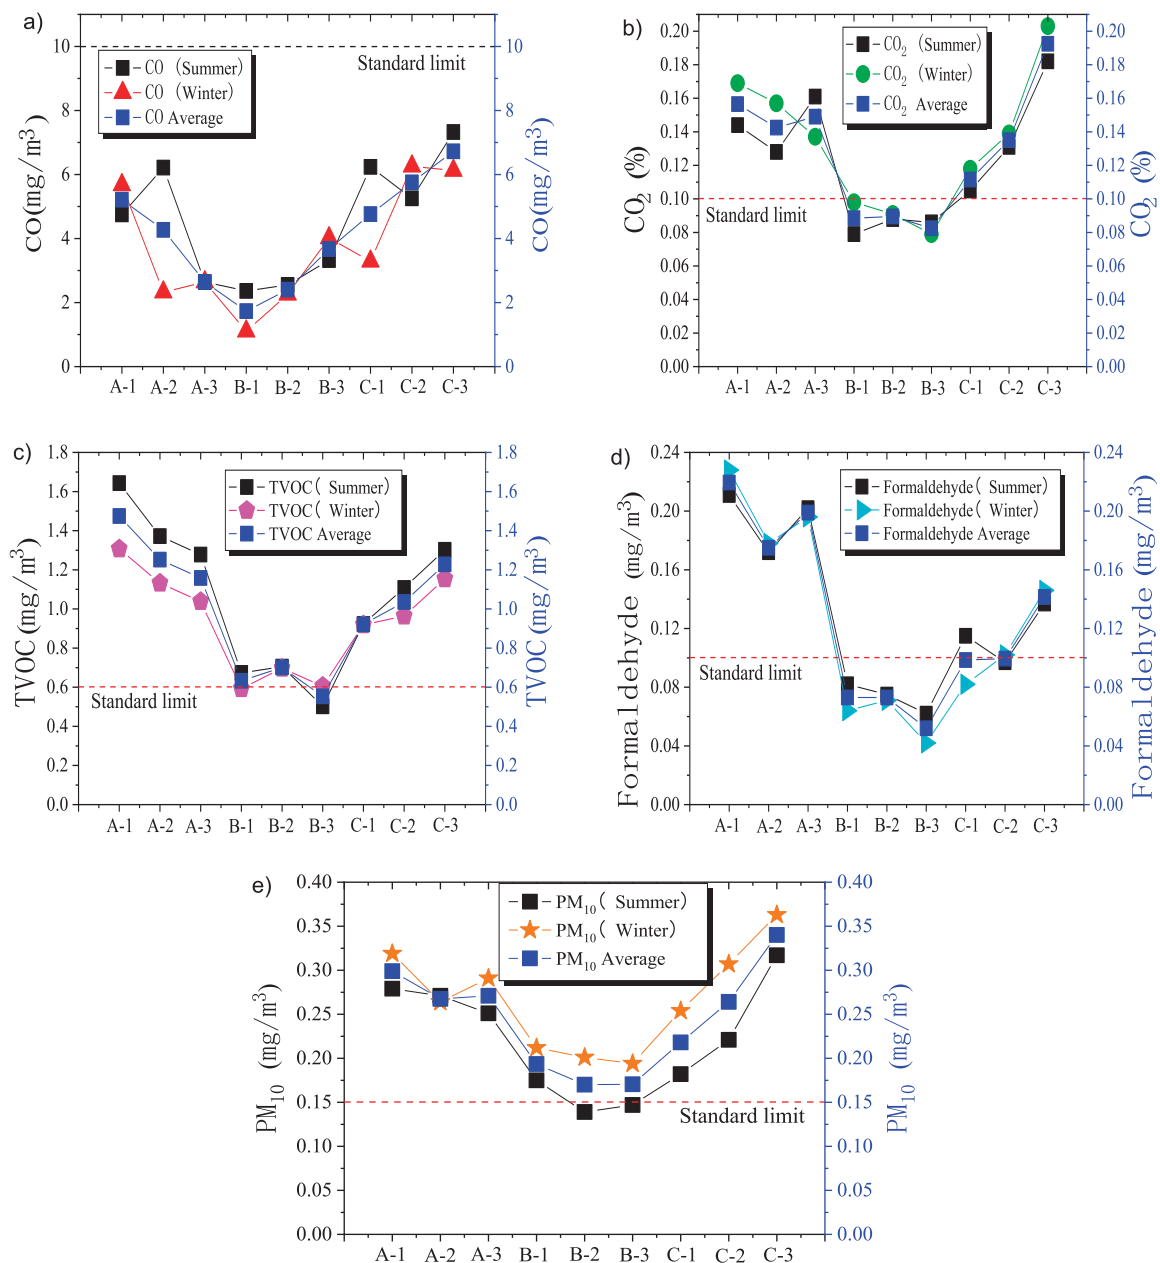 a)
CO(mg/m3)
10
8
6
4
2
0
CO (Summer)
CO (Winter)
CO Average
Standard limit
A-1 A-2 A-3 B-1 B-2 B-3 C-1 C-2 C-3
10
8
6
4
2
0
CO(mg/m3)
b)
CO2 (%)
0.20
0.18
0.16
0.14
0.12
0.10
0.08
0.06
0.04
0.02
0.00
CO2 (Summer)
CO2 (Winter)
CO2 Average
Standard limit
A-1 A-2 A-3 B-1 B-2 B-3 C-1 C-2 C-3
0.20
0.18
0.16
0.14
0.12
0.10
0.08
0.06
0.04
0.02
0.00
CO2 (%)
c)
TVOC(mg/m3)
1.8
1.6
1.4
1.2
1.0
0.8
0.6
0.4
0.2
0.0
TVOC( Summer)
TVOC( Winter)
TVOC Average
Standard limit
A-1 A-2 A-3 B-1 B-2 B-3 C-1 C-2 C-3
1.8
1.6
1.4
1.2
1.0
0.8
0.6
0.4
0.2
0.0
TVOC(mg/m3)
d)
Formaldehyde (mg/m3)
0.24
0.20
0.16
0.12
0.08
0.04
0.00
Formaldehyde( Summer)
Formaldehyde( Winter)
Formaldehyde Average
Standard limit
A-1 A-2 A-3 B-1 B-2 B-3 C-1 C-2 C-3
0.24
0.20
0.16
0.12
0.08
0.04
0.00
Formaldehyde (mg/m3)
e)
PM10 (mg/m3)
0.40
0.35
0.30
0.25
0.20
0.15
0.10
0.05
0.00
PM10( Summer)
PM10( Winter)
PM10 Average
Standard limit
A-1 A-2 A-3 B-1 B-2 B-3 C-1 C-2 C-3
0.40
0.35
0.30
0.25
0.20
0.15
0.10
0.05
0.00
PM10 (mg/m3)